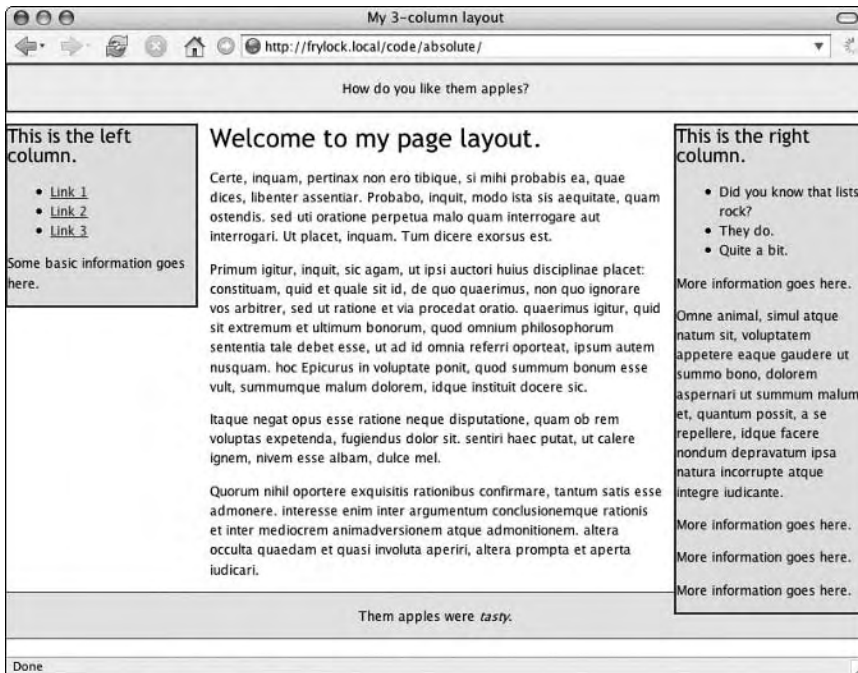 My 3-column layout
http://frylock.local/code/absolute/
How do you like them apples?
This is the left
column.
• Link 1
• Link 2
• Link 3
Some basic information goes
here.
Welcome to my page layout.
Certe, inquam, pertinax non ero tibique, si mihi probabis ea, quae
dices, libenter assentiar. Probabo, inquit, modo ista sis aequitate, quam
ostendis. sed uti oratione perpetua malo quam interrogare aut
interrogari. Ut placet, inquam. Tum dicere exorsus est.
Primum igitur, inquit, sic agam, ut ipsi auctori huius disciplinae placet:
constituam, quid et quale sit id, de quo quaerimus, non quo ignorare
vos arbitrer, sed ut ratione et via procedat oratio. quaerimus igitur, quid
sit extremum et ultimum bonorum, quod omnium philosophorum
sententia tale debet esse, ut ad id omnia referri oporteat, ipsum autem
nusquam. hoc Epicurus in voluptate ponit, quod summum bonum esse
vult, summumque malum dolorem, idque instituit docere sic.
Itaque negat opus esse ratione neque disputatione, quam ob rem
voluptas expetenda, fugiendus dolor sit. sentiri haec putat, ut calere
ignem, nivem esse albam, dulce mel.
Quorum nihil oportere exquisitis rationibus confirmare, tantum satis esse
admonere. interesse enim inter argumentum conclusionemque rationis
et inter mediocrem animadversionem atque admonitionem. altera
occulta quaedam et quasi involuta aperiri, altera prompta et aperta
iudicari.
This is the right
column.
• Did you know that lists
rock?
• They do.
• Quite a bit.
More information goes here.
Omne animal, simul atque
natum sit, voluptatem
appetere eaque gaudere ut
summo bono, dolorem
aspernari ut summum malum
et, quantum possit, a se
repellere, idque facere
nondum depravatum ipsa
natura incorrupte atque
integre iudicante.
More information goes here.
More information goes here.
More information goes here.
Them apples were tasty.
Done